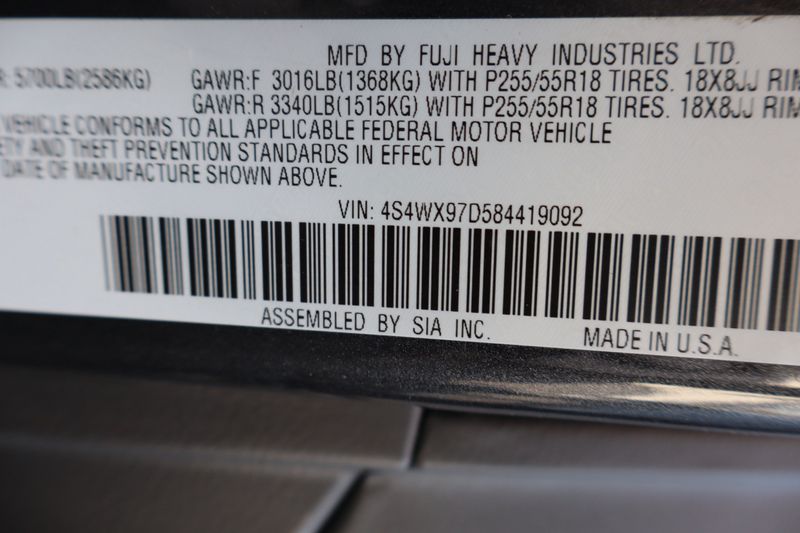 MFD BY FUJI HEAVY INDUSTRIES LTD.
R: 5700LB(2586KG) GAWR:F 3016LB(1368KG) WITH P255/55R18 TIRES. 18X8JJ RIM
GAWR:R 3340LB(1515KG) WITH P255/55R18 TIRES. 18X8JJ RIM
VEHICLE CONFORMS TO ALL APPLICABLE FEDERAL MOTOR VEHICLE
ETY AND THEFT PREVENTION STANDARDS IN EFFECT ON
DATE OF MANUFACTURE SHOWN ABOVE.
VIN: 4S4WX97D584419092
ASSEMBLED BY SIA INC. MADE IN U.S.A.